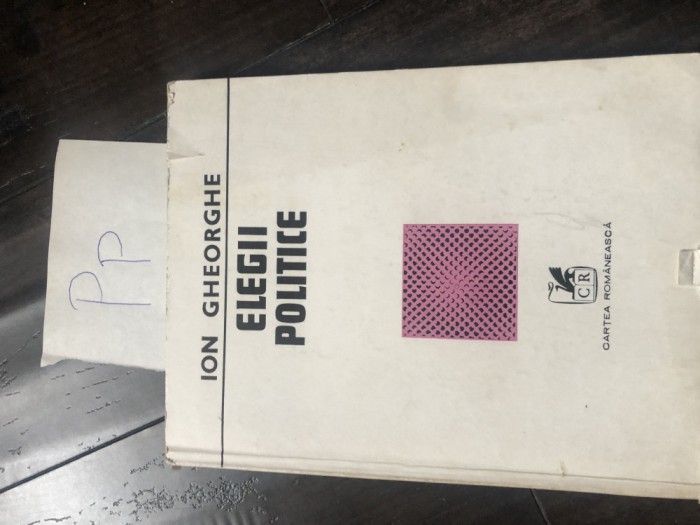 Pp
ION GHEORGHE
ELEGII
POLITICE
CR
CARTEA ROMÂNEASCĂ